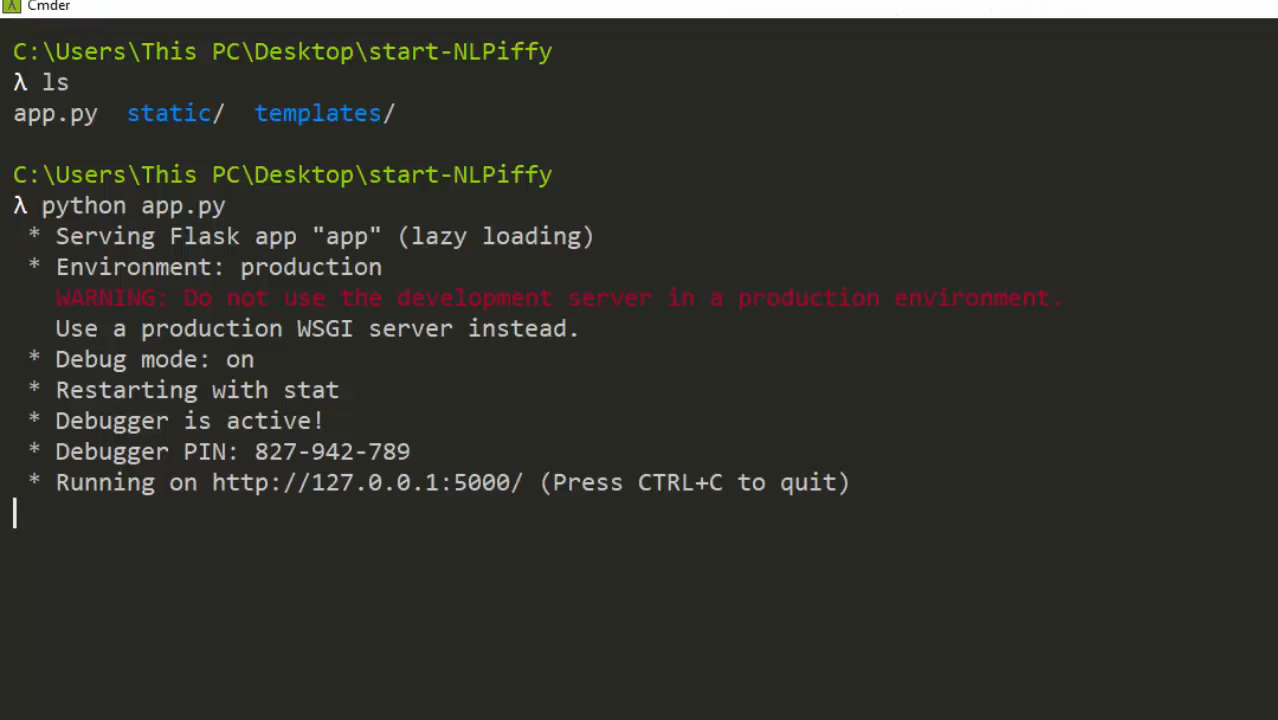 Cmder
C:\Users\This PC\Desktop\start-NLPiffy
λ ls
app.py  static/  templates/
C:\Users\This PC\Desktop\start-NLPiffy
λ python app.py
 * Serving Flask app "app" (lazy loading)
 * Environment: production
   WARNING: Do not use the development server in a production environment.
   Use a production WSGI server instead.
 * Debug mode: on
 * Restarting with stat
 * Debugger is active!
 * Debugger PIN: 827-942-789
 * Running on http://127.0.0.1:5000/ (Press CTRL+C to quit)